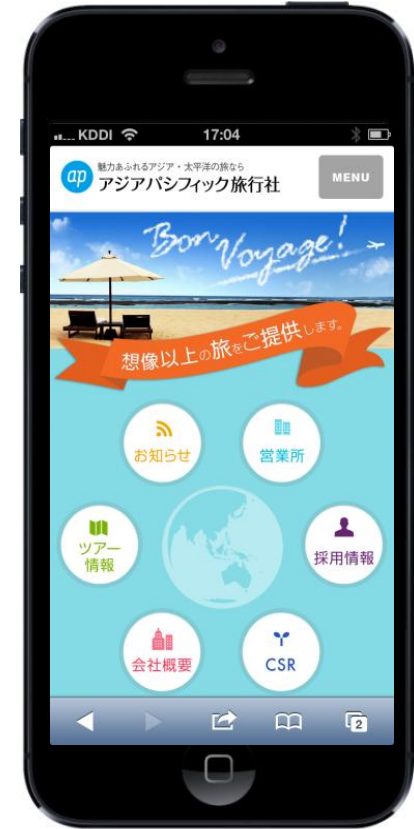 KDDI 17:04
ap
魅力あふれるアジア・太平洋の旅なら
アジアパシフィック旅行社
MENU
Bon Voyage!
想像以上の旅をご提供します。
お知らせ
営業所
ツアー
情報
採用情報
会社概要
CSR
2